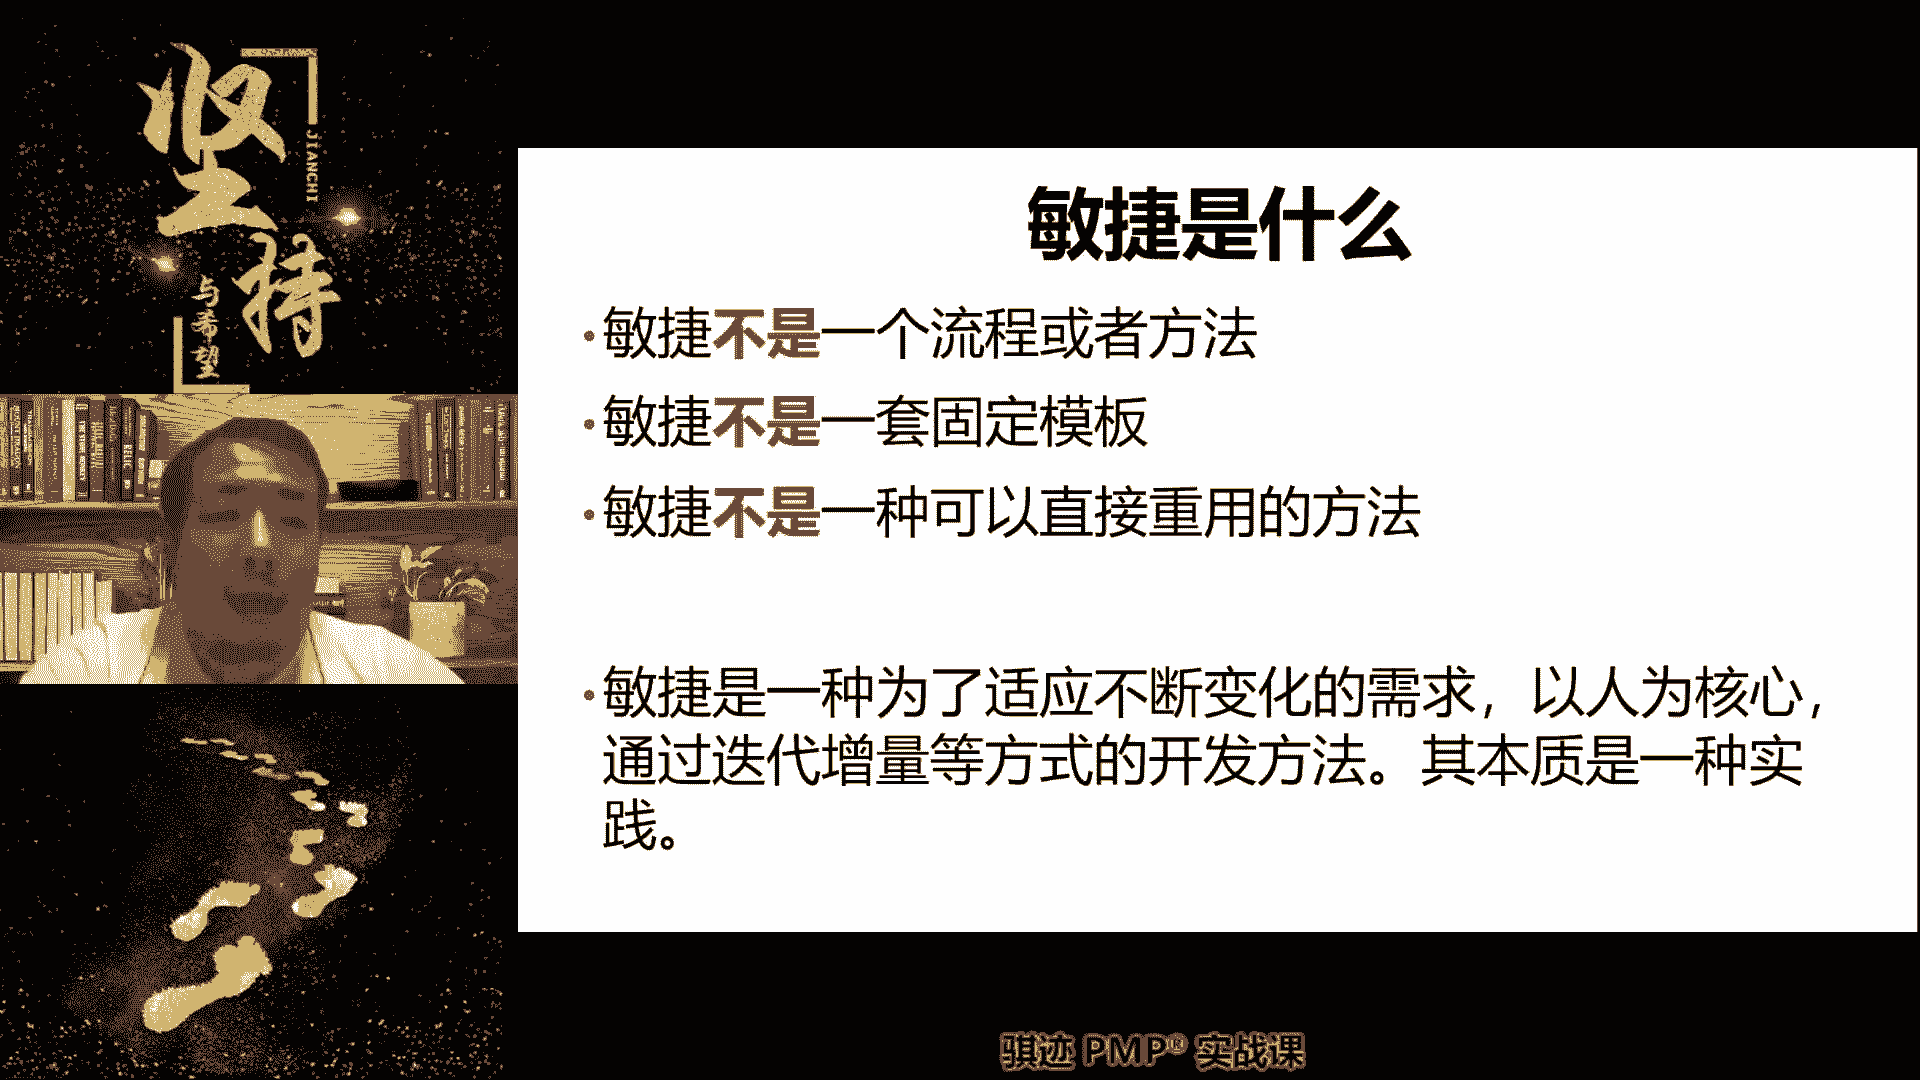 坚持
JIANCHI
与希望
RELIC
敏捷是什么
•敏捷不是一个流程或者方法
•敏捷不是一套固定模板
•敏捷不是一种可以直接重用的方法
•敏捷是一种为了适应不断变化的需求，以人为核心，
通过迭代增量等方式的开发方法。其本质是一种实
践。
骐迹 PMP® 实战课